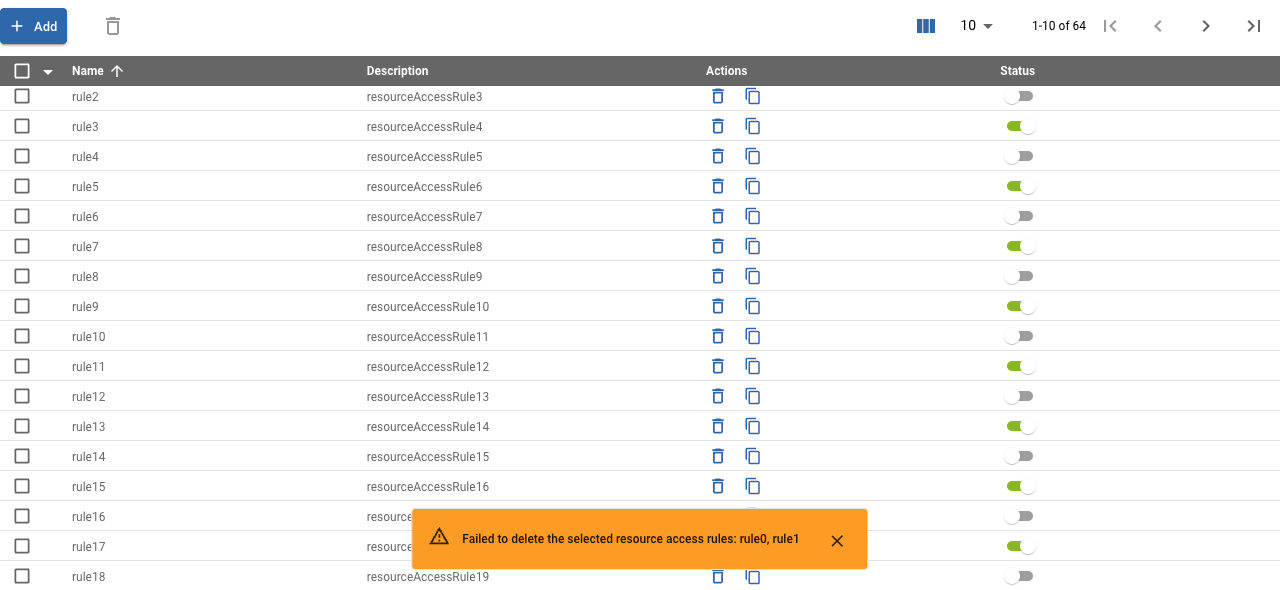 Add
10
1-10 of 64
Name Description Actions Status
rule2 resourceAccessRule3
rule3 resourceAccessRule4
rule4 resourceAccessRule5
rule5 resourceAccessRule6
rule6 resourceAccessRule7
rule7 resourceAccessRule8
rule8 resourceAccessRule9
rule9 resourceAccessRule10
rule10 resourceAccessRule11
rule11 resourceAccessRule12
rule12 resourceAccessRule13
rule13 resourceAccessRule14
rule14 resourceAccessRule15
rule15 resourceAccessRule16
rule16 resource
Failed to delete the selected resource access rules: rule0, rule1
rule17 resource
rule18 resourceAccessRule19